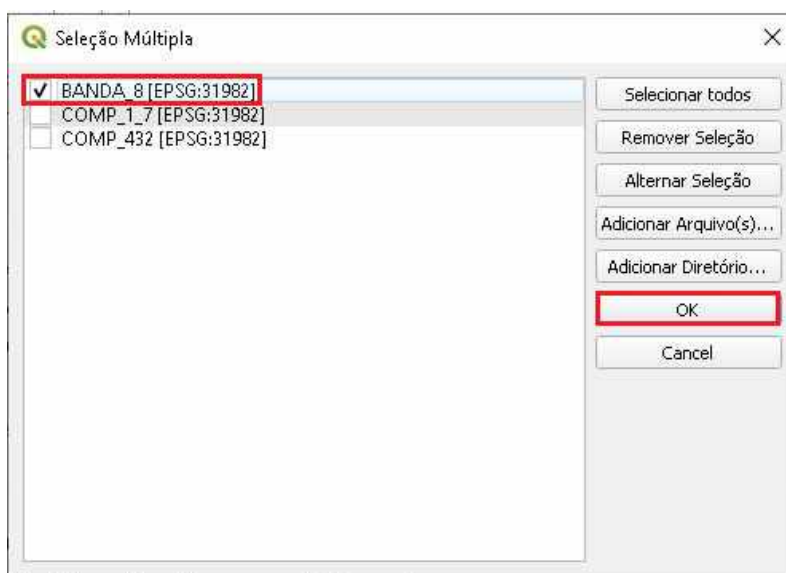 Seleção Múltipla
BANDA_8 [EPSG:31982]
COMP_1_7 [EPSG:31982]
COMP_432 [EPSG:31982]
Selecionar todos
Remover Seleção
Alternar Seleção
Adicionar Arquivo(s)...
Adicionar Diretório...
OK
Cancel